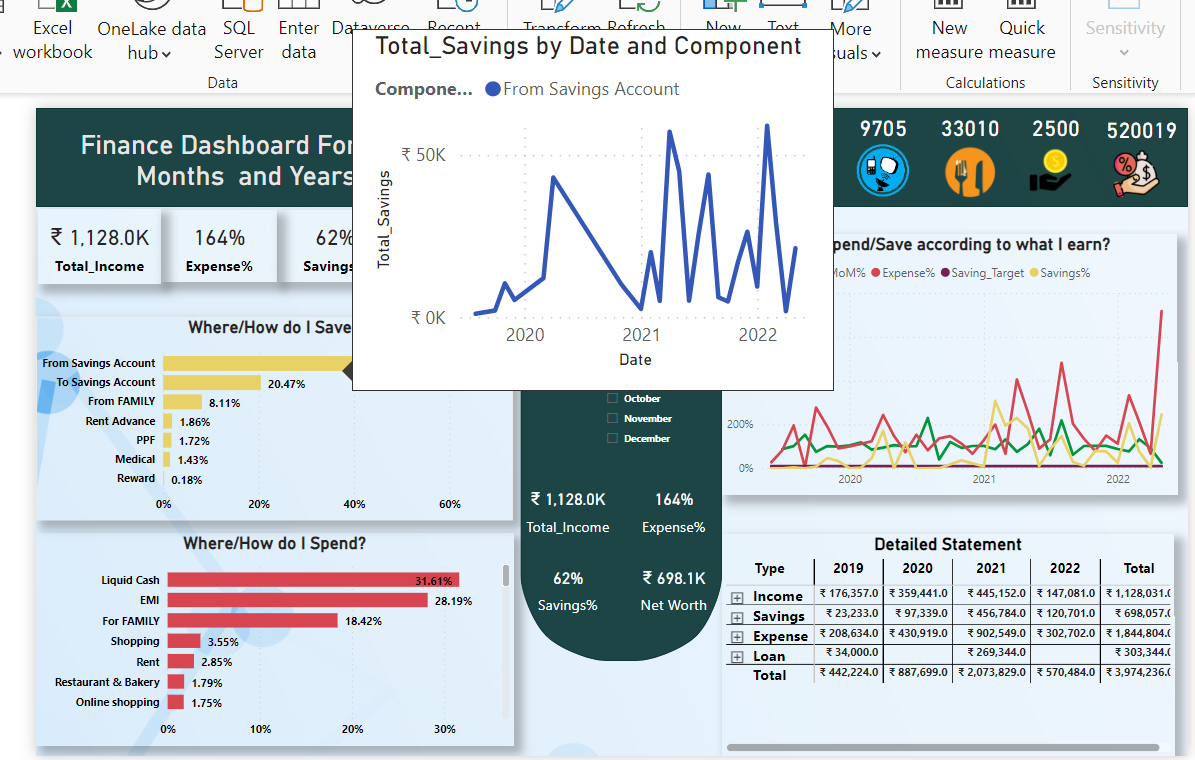 Excel
workbook
OneLake data
hub
SQL
Server
Enter
data
Dataverse
Recent
Transform
Refresh
New
Text
More
New
measure
Quick
measure
Sensitivity
Data
Calculations
Sensitivity
Total_Savings by Date and Component
Compone... From Savings Account
₹ 50K
₹ 0K
Total_Savings
2020 2021 2022
Date
Finance Dashboard For
Months and Years
9705 33010 2500 520019
₹ 1,128.0K
Total_Income
164%
Expense%
62%
Savings
Where/How do I Save
From Savings Account
To Savings Account 20.47%
From FAMILY 8.11%
Rent Advance 1.86%
PPF 1.72%
Medical 1.43%
Reward 0.18%
0% 20% 40% 60%
Where/How do I Spend?
Liquid Cash 31.61%
EMI 28.19%
For FAMILY 18.42%
Shopping 3.55%
Rent 2.85%
Restaurant & Bakery 1.79%
Online shopping 1.75%
0% 10% 20% 30%
October
November
December
₹ 1,128.0K 164%
Total_Income Expense%
62% ₹ 698.1K
Savings% Net Worth
pend/Save according to what I earn?
MoM% Expense% Saving_Target Savings%
200%
0%
2020 2021 2022
Detailed Statement
Type 2019 2020 2021 2022 Total
Income ₹ 176,357.0 ₹ 359,441.0 ₹ 445,152.0 ₹ 147,081.0 ₹ 1,128,031.0
Savings ₹ 23,233.0 ₹ 97,339.0 ₹ 456,784.0 ₹ 120,701.0 ₹ 698,057.0
Expense ₹ 208,634.0 ₹ 430,919.0 ₹ 902,549.0 ₹ 302,702.0 ₹ 1,844,804.0
Loan ₹ 34,000.0 ₹ 269,344.0 ₹ 303,344.0
Total ₹ 442,224.0 ₹ 887,699.0 ₹ 2,073,829.0 ₹ 570,484.0 ₹ 3,974,236.0